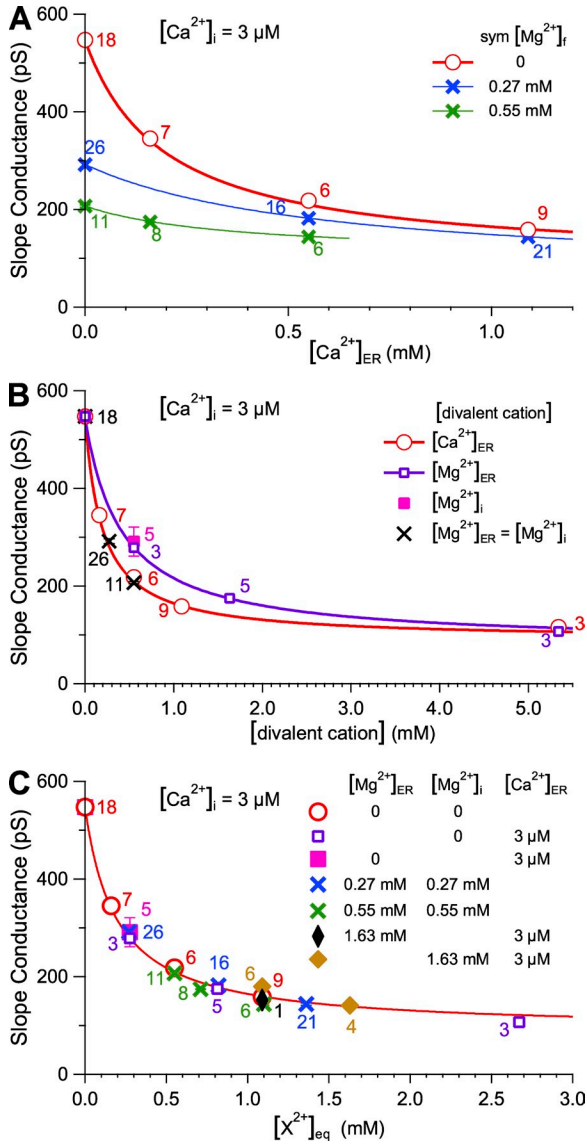 A
[Ca²⁺]ᵢ = 3 µM
sym [Mg²⁺]f
0
0.27 mM
0.55 mM
Slope Conductance (pS)
600
400
200
0
18
7
6
9
26
16
21
11
8
6
0.0
0.5
1.0
[Ca²⁺]ER (mM)
B
[Ca²⁺]ᵢ = 3 µM
[divalent cation]
[Ca²⁺]ER
[Mg²⁺]ER
[Mg²⁺]ᵢ
[Mg²⁺]ER = [Mg²⁺]ᵢ
Slope Conductance (pS)
600
400
200
0
18
7
5
3
26
6
11
9
5
3
3
0.0
1.0
2.0
3.0
4.0
5.0
[divalent cation] (mM)
C
[Ca²⁺]ᵢ = 3 µM
[Mg²⁺]ER [Mg²⁺]ᵢ [Ca²⁺]ER
0 0
0 3 µM
0 3 µM
0.27 mM 0.27 mM
0.55 mM 0.55 mM
1.63 mM 3 µM
1.63 mM 3 µM
Slope Conductance (pS)
600
400
200
0
18
7
5
26
3
6
11
16
8
5
6
9
6
1
21
4
3
0.0
0.5
1.0
1.5
2.0
2.5
3.0
[X²⁺]eq (mM)